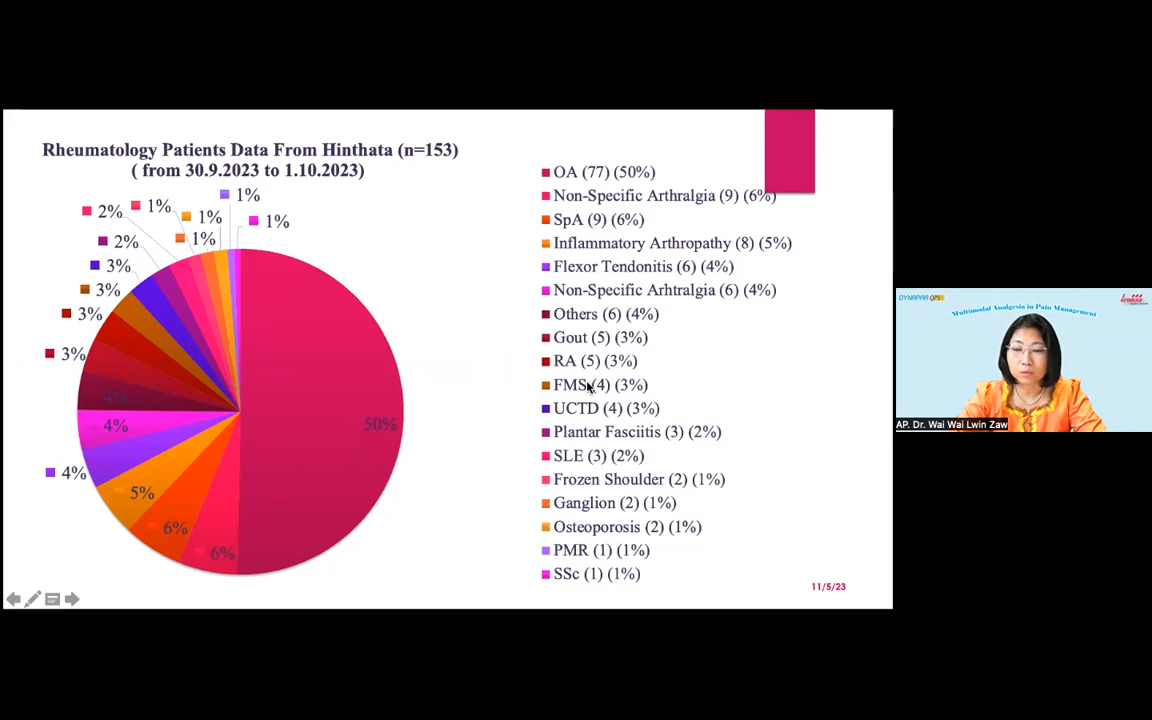 Rheumatology Patients Data From Hinthata (n=153)
( from 30.9.2023 to 1.10.2023)
1%
2%
1%
1%
1%
1%
2%
3%
3%
3%
3%
4%
4%
4%
5%
6%
6%
50%
OA (77) (50%)
Non-Specific Arthralgia (9) (6%)
SpA (9) (6%)
Inflammatory Arthropathy (8) (5%)
Flexor Tendonitis (6) (4%)
Non-Specific Arhtralgia (6) (4%)
Others (6) (4%)
Gout (5) (3%)
RA (5) (3%)
FMS (4) (3%)
UCTD (4) (3%)
Plantar Fasciitis (3) (2%)
SLE (3) (2%)
Frozen Shoulder (2) (1%)
Ganglion (2) (1%)
Osteoporosis (2) (1%)
PMR (1) (1%)
SSc (1) (1%)
11/5/23
DYNAPAR QPS
Multimodal Analgesia in Pain Management
AP. Dr. Wai Wai Lwin Zaw